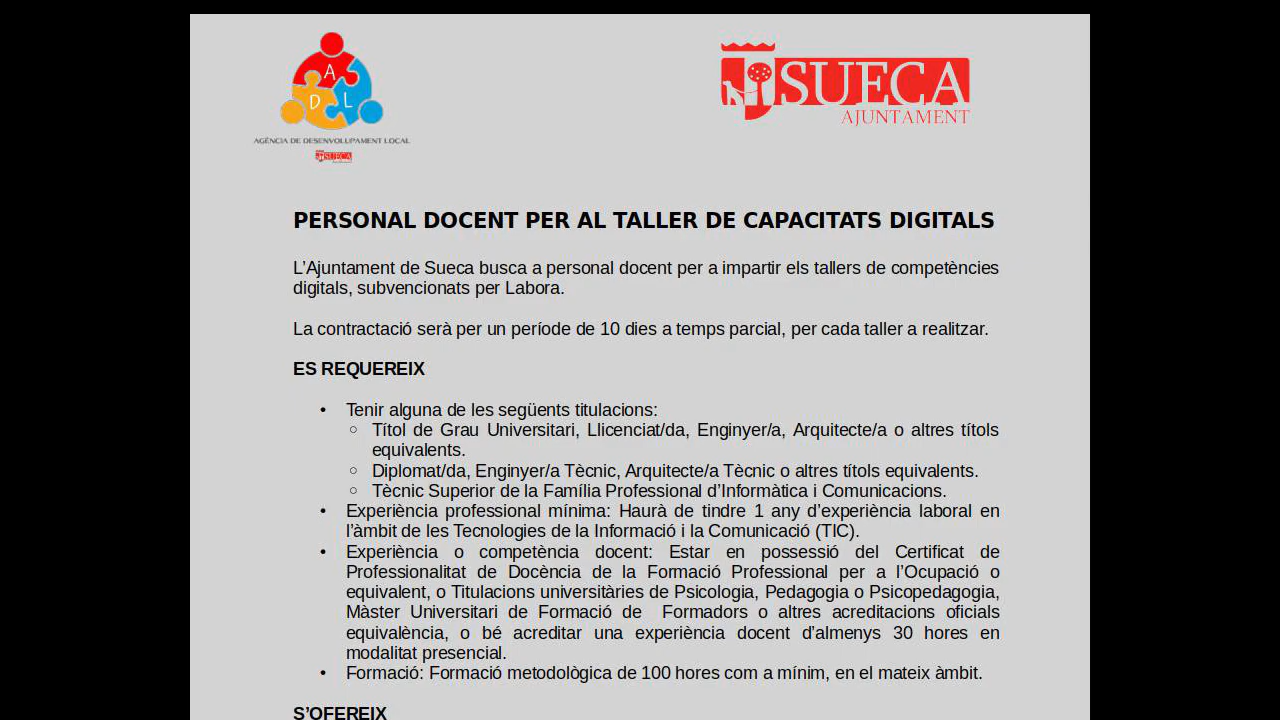 A
D L
AGÈNCIA DE DESENVOLUPAMENT LOCAL
SUECA
SUECA
AJUNTAMENT
PERSONAL DOCENT PER AL TALLER DE CAPACITATS DIGITALS
L’Ajuntament de Sueca busca a personal docent per a impartir els tallers de competències
digitals, subvencionats per Labora.
La contractació serà per un període de 10 dies a temps parcial, per cada taller a realitzar.
ES REQUEREIX
• Tenir alguna de les següents titulacions:
○ Títol de Grau Universitari, Llicenciat/da, Enginyer/a, Arquitecte/a o altres títols
equivalents.
○ Diplomat/da, Enginyer/a Tècnic, Arquitecte/a Tècnic o altres títols equivalents.
○ Tècnic Superior de la Família Professional d’Informàtica i Comunicacions.
• Experiència professional mínima: Haurà de tindre 1 any d’experiència laboral en
l’àmbit de les Tecnologies de la Informació i la Comunicació (TIC).
• Experiència o competència docent: Estar en possessió del Certificat de
Professionalitat de Docència de la Formació Professional per a l’Ocupació o
equivalent, o Titulacions universitàries de Psicologia, Pedagogia o Psicopedagogia,
Màster Universitari de Formació de Formadors o altres acreditacions oficials
equivalència, o bé acreditar una experiència docent d’almenys 30 hores en
modalitat presencial.
• Formació: Formació metodològica de 100 hores com a mínim, en el mateix àmbit.
S’OFEREIX